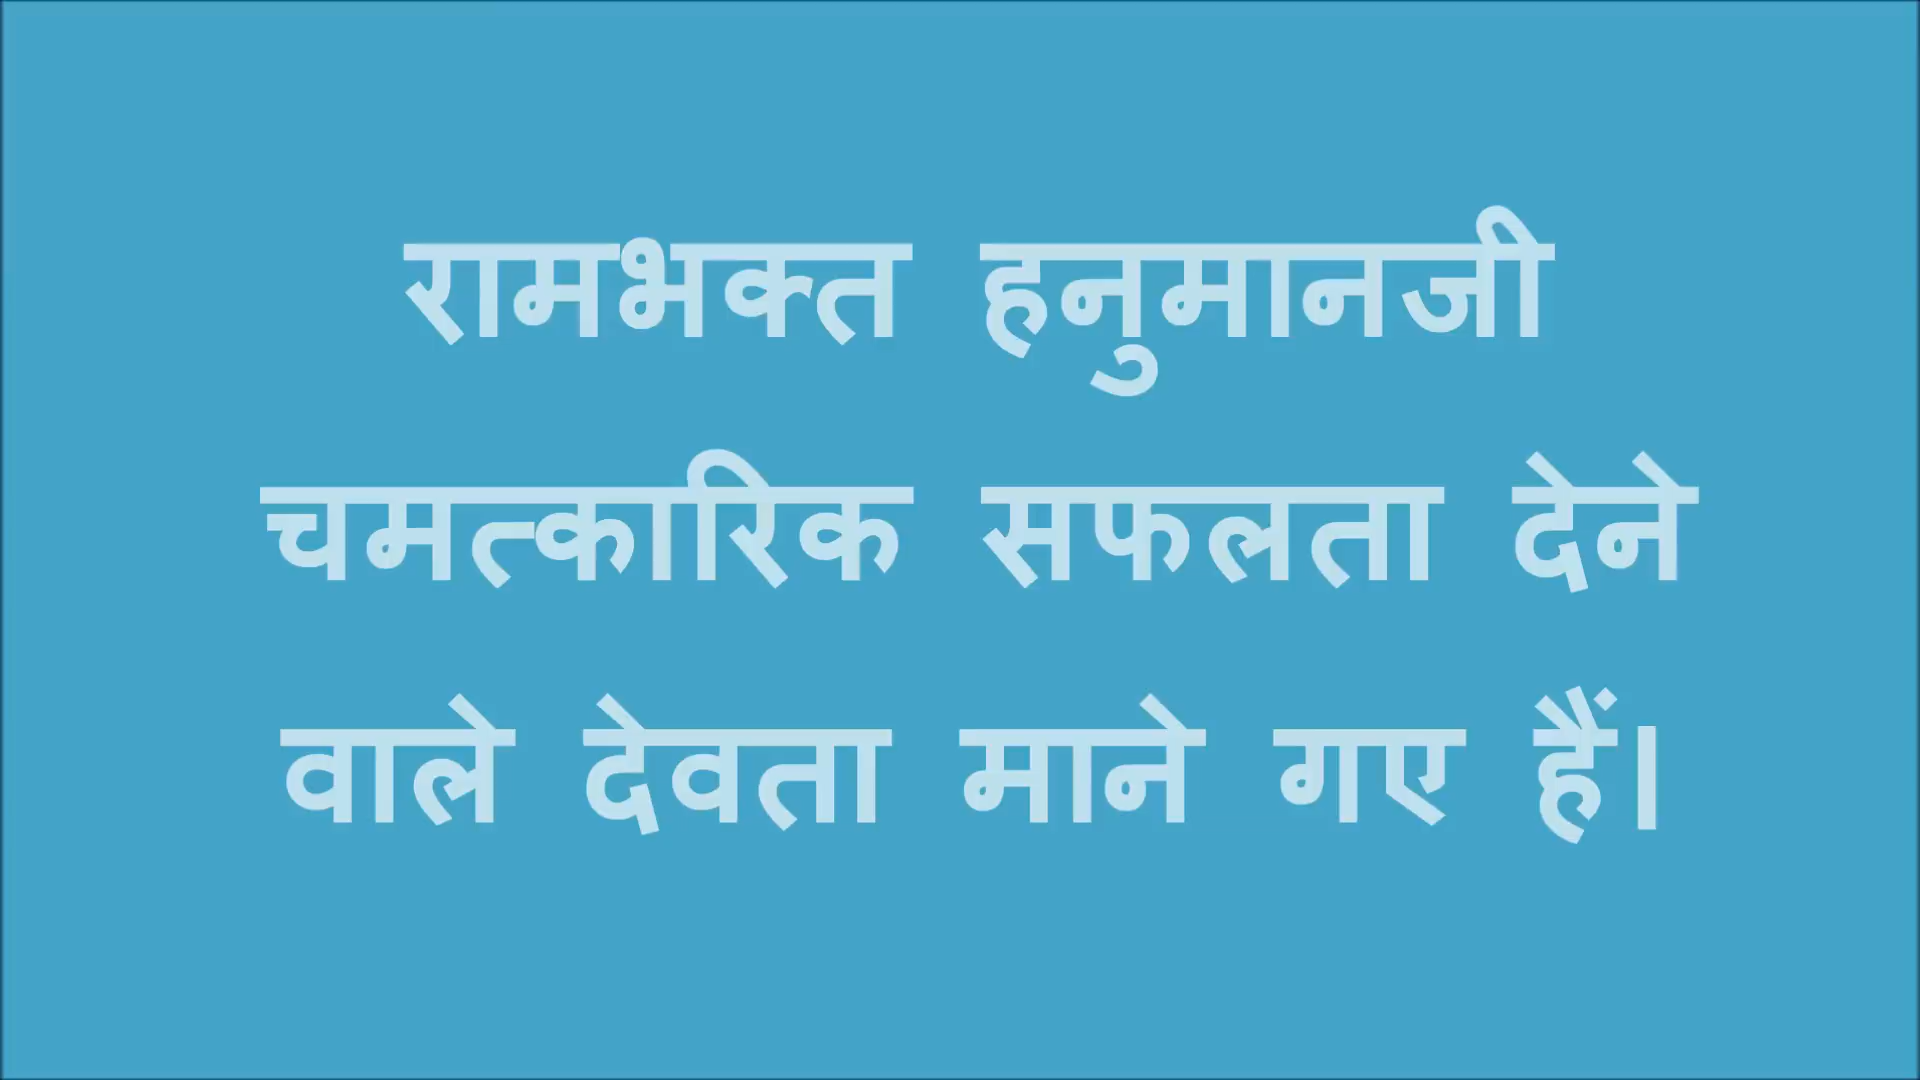 रामभक्त हनुमानजी
चमत्कारिक सफलता देने
वाले देवता माने गए हैं।